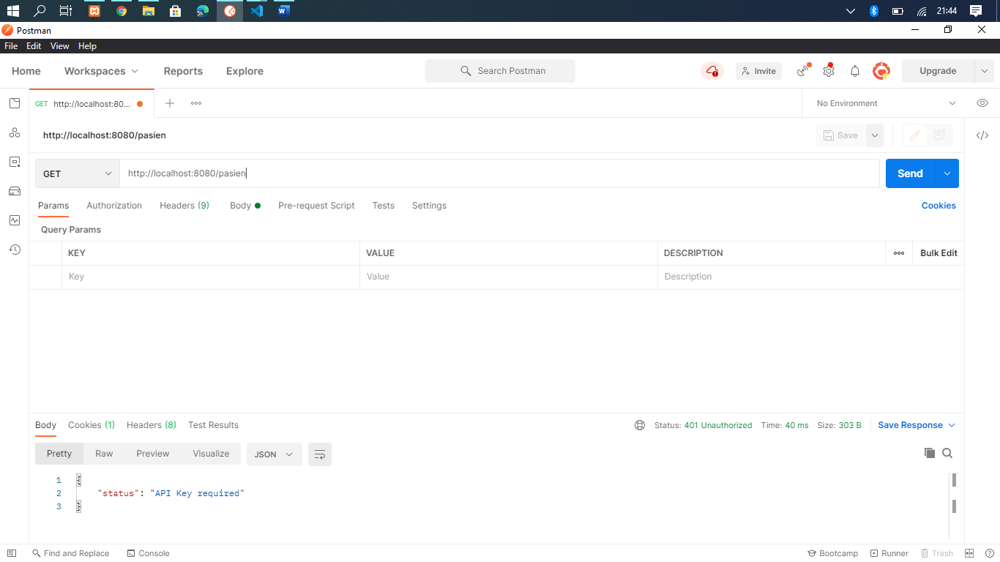 21:44
Postman
File Edit View Help
Home Workspaces Reports Explore Search Postman Invite Upgrade
GET http://localhost:80... No Environment
http://localhost:8080/pasien Save
GET http://localhost:8080/pasien Send
Params Authorization Headers (9) Body Pre-request Script Tests Settings Cookies
Query Params
KEY VALUE DESCRIPTION Bulk Edit
Key Value Description
Body Cookies (1) Headers (8) Test Results Status: 401 Unauthorized Time: 40 ms Size: 303 B Save Response
Pretty Raw Preview Visualize JSON
1 {
2 "status": "API Key required"
3 }
Find and Replace Console Bootcamp Runner Trash